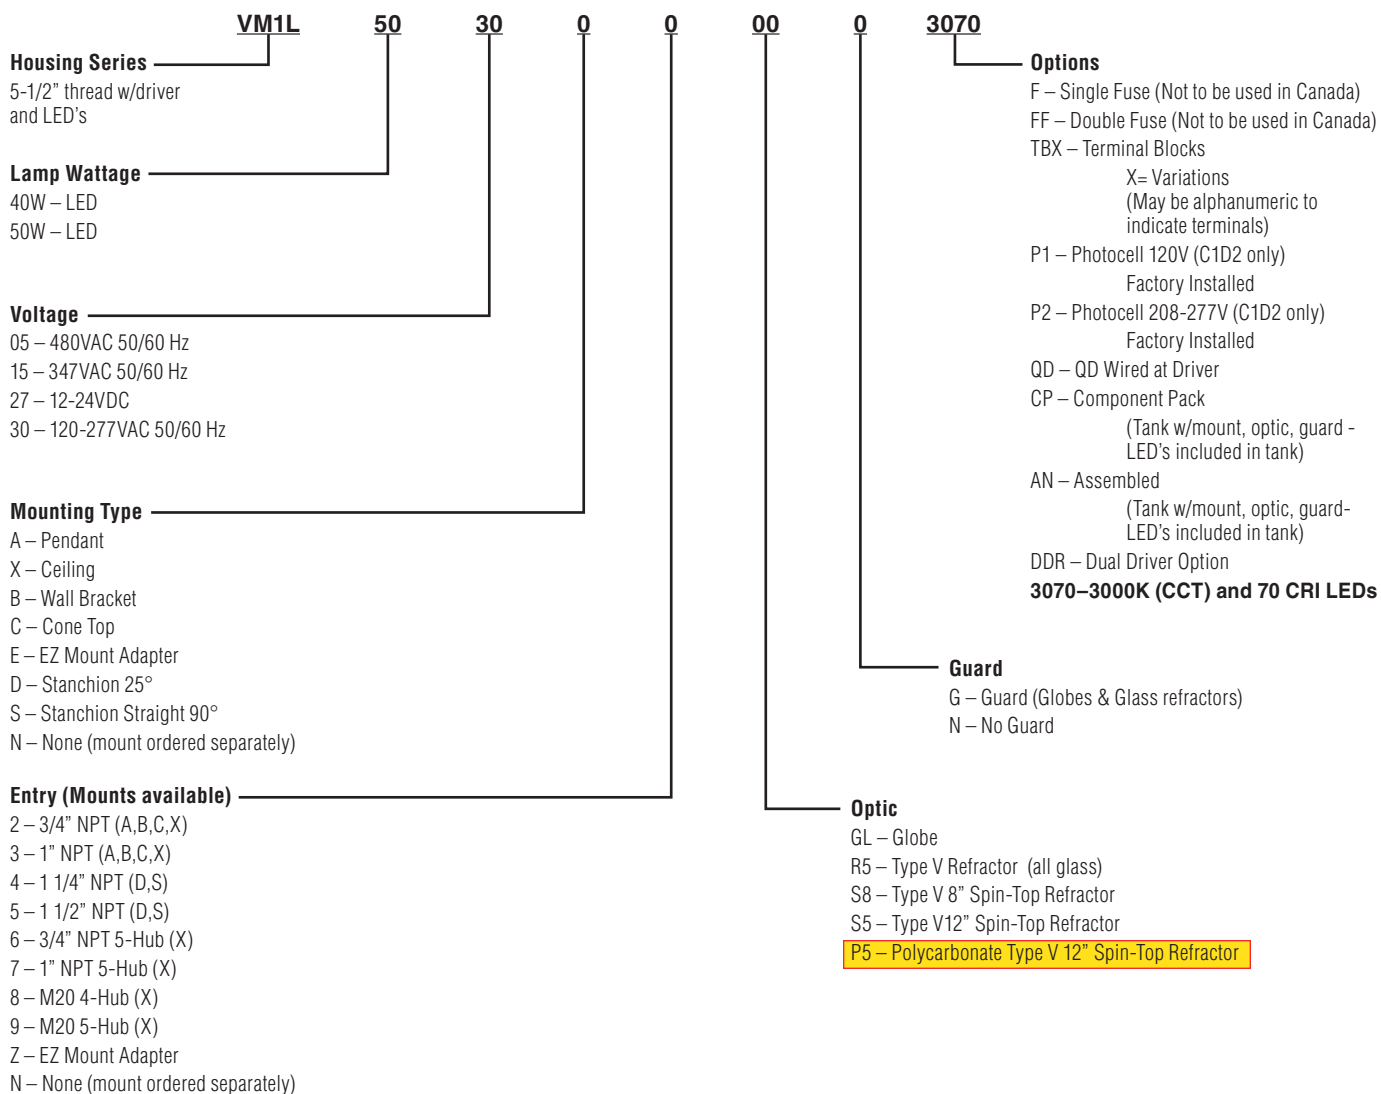 VM1L 50 30 0 0 00 0 3070
Housing Series
5-1/2” thread w/driver
and LED’s
Lamp Wattage
40W – LED
50W – LED
Voltage
05 – 480VAC 50/60 Hz
15 – 347VAC 50/60 Hz
27 – 12-24VDC
30 – 120-277VAC 50/60 Hz
Mounting Type
A – Pendant
X – Ceiling
B – Wall Bracket
C – Cone Top
E – EZ Mount Adapter
D – Stanchion 25°
S – Stanchion Straight 90°
N – None (mount ordered separately)
Entry (Mounts available)
2 – 3/4” NPT (A,B,C,X)
3 – 1” NPT (A,B,C,X)
4 – 1 1/4” NPT (D,S)
5 – 1 1/2” NPT (D,S)
6 – 3/4” NPT 5-Hub (X)
7 – 1” NPT 5-Hub (X)
8 – M20 4-Hub (X)
9 – M20 5-Hub (X)
Z – EZ Mount Adapter
N – None (mount ordered separately)
Options
F – Single Fuse (Not to be used in Canada)
FF – Double Fuse (Not to be used in Canada)
TBX – Terminal Blocks
X= Variations
(May be alphanumeric to
indicate terminals)
P1 – Photocell 120V (C1D2 only)
Factory Installed
P2 – Photocell 208-277V (C1D2 only)
Factory Installed
QD – QD Wired at Driver
CP – Component Pack
(Tank w/mount, optic, guard -
LED’s included in tank)
AN – Assembled
(Tank w/mount, optic, guard-
LED’s included in tank)
DDR – Dual Driver Option
3070–3000K (CCT) and 70 CRI LEDs
Guard
G – Guard (Globes & Glass refractors)
N – No Guard
Optic
GL – Globe
R5 – Type V Refractor (all glass)
S8 – Type V 8” Spin-Top Refractor
S5 – Type V12” Spin-Top Refractor
P5 – Polycarbonate Type V 12” Spin-Top Refractor